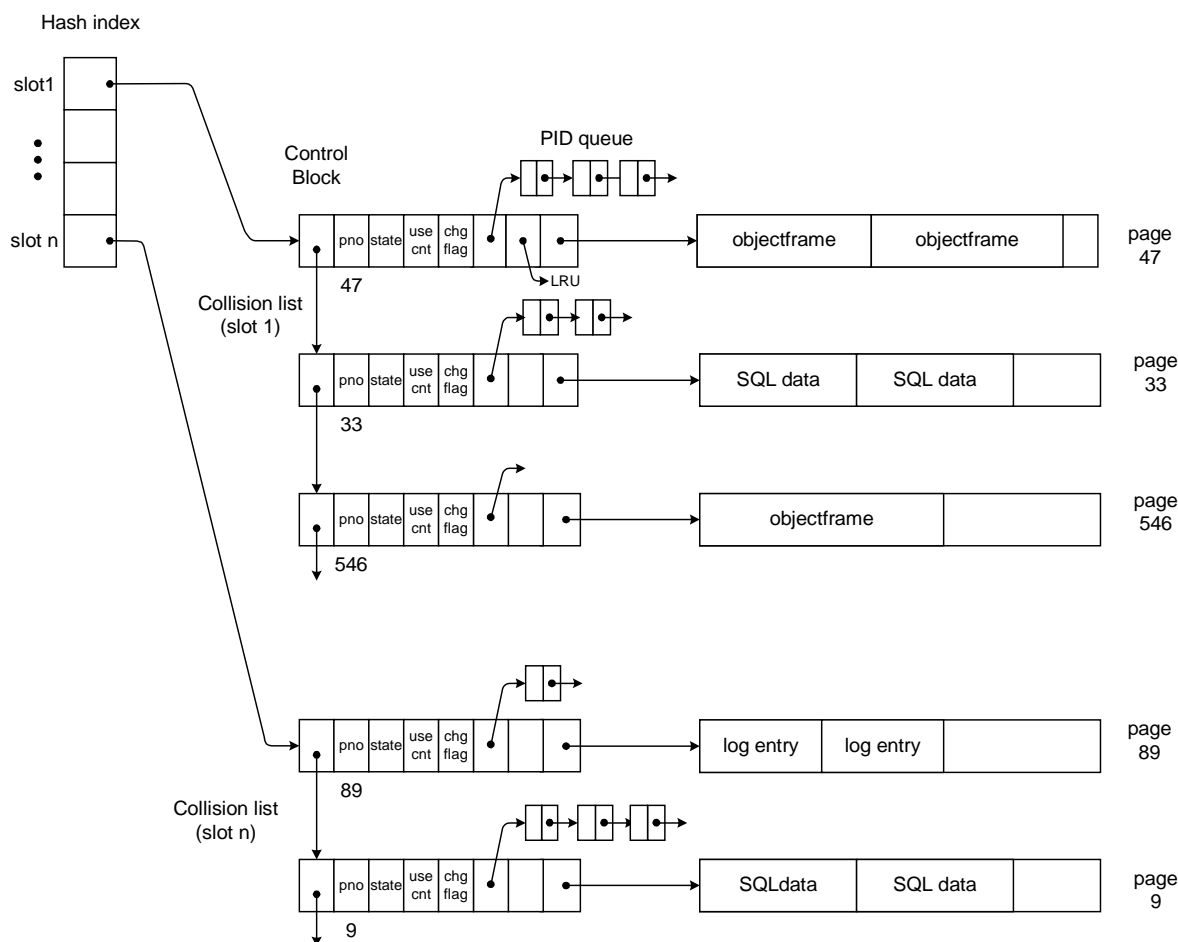 Hash index
slot1
slot n
Control
Block
PID queue
pno state use cnt chg flag
objectframe objectframe
page
47
47
LRU
Collision list
(slot 1)
pno state use cnt chg flag
SQL data SQL data
page
33
33
pno state use cnt chg flag
objectframe
page
546
546
pno state use cnt chg flag
log entry log entry
page
89
89
Collision list
(slot n)
pno state use cnt chg flag
SQLdata SQL data
page
9
9